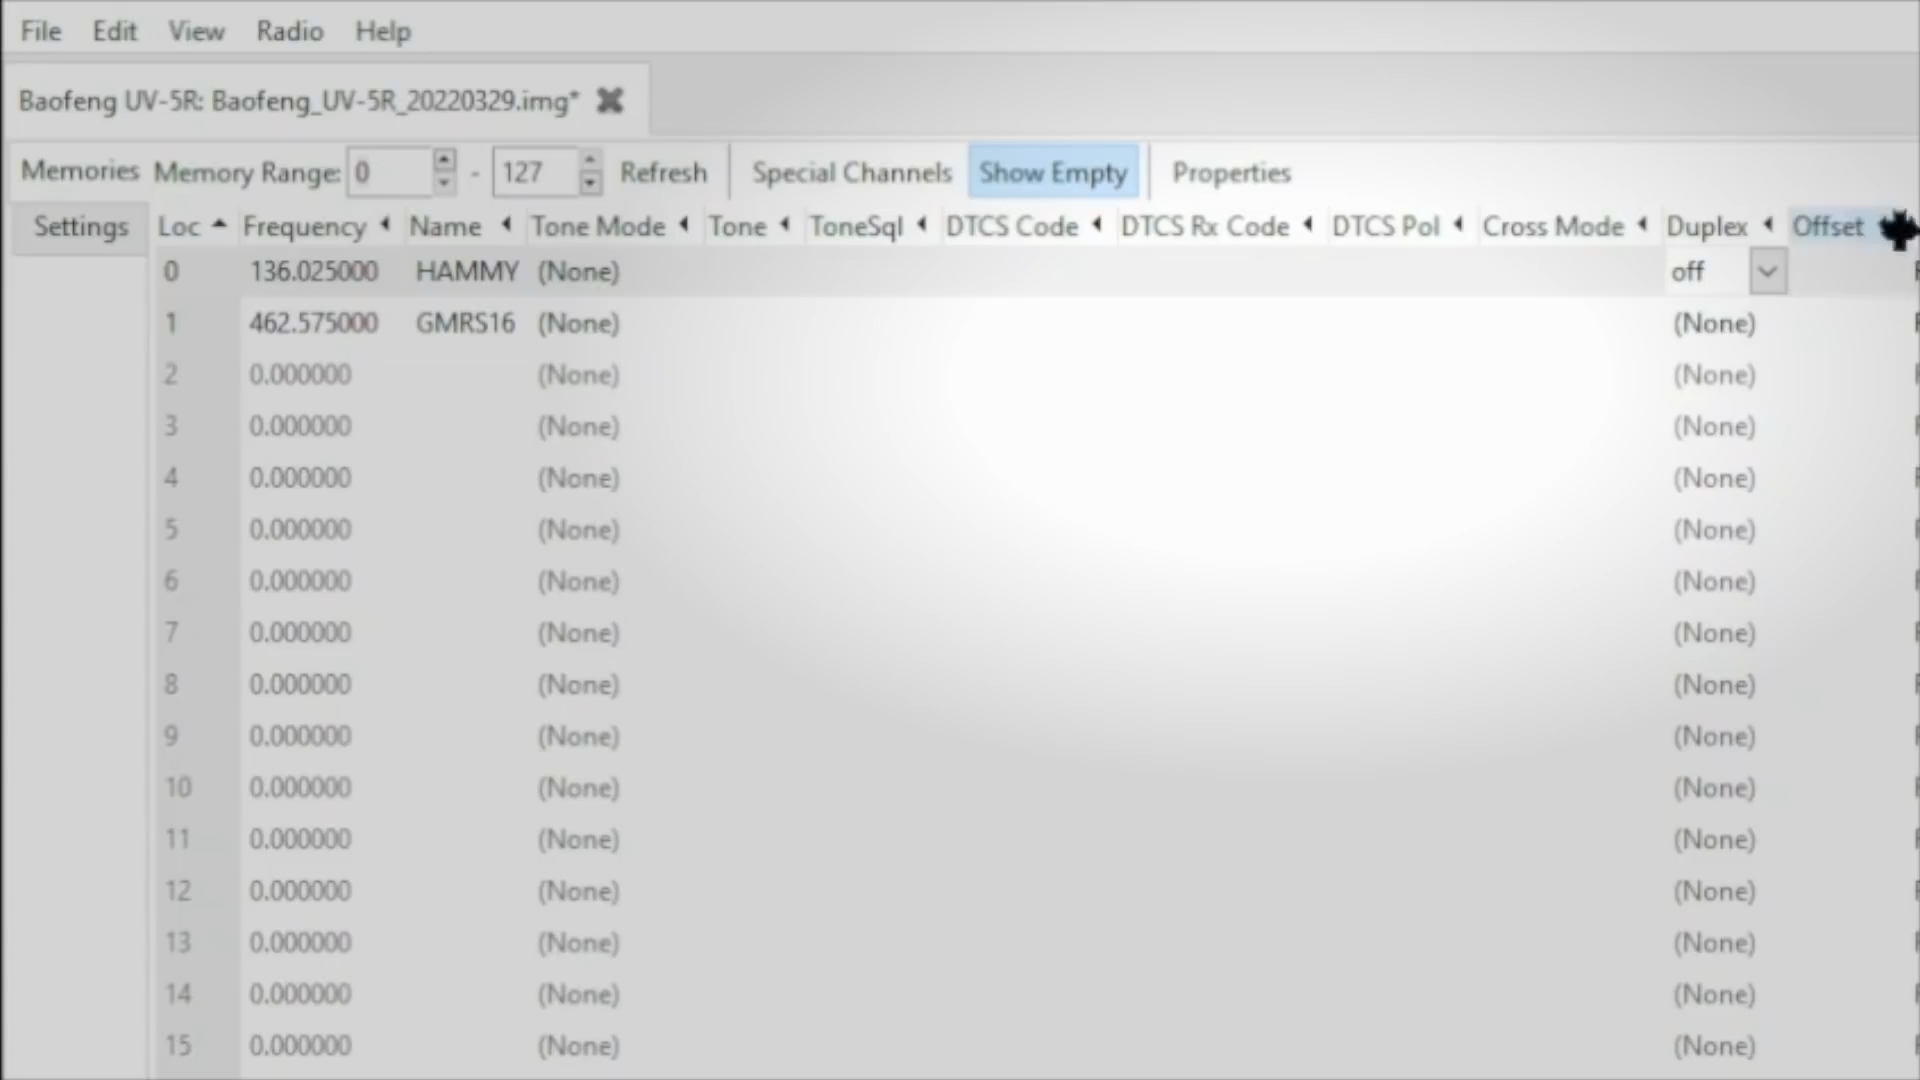 File Edit View Radio Help
Baofeng UV-5R: Baofeng_UV-5R_20220329.img*
Memories Memory Range: 0 - 127 Refresh Special Channels Show Empty Properties
Settings Loc Frequency Name Tone Mode Tone ToneSql DTCS Code DTCS Rx Code DTCS Pol Cross Mode Duplex Offset
0 136.025000 HAMMY (None) off
1 462.575000 GMRS16 (None) (None)
2 0.000000 (None) (None)
3 0.000000 (None) (None)
4 0.000000 (None) (None)
5 0.000000 (None) (None)
6 0.000000 (None) (None)
7 0.000000 (None) (None)
8 0.000000 (None) (None)
9 0.000000 (None) (None)
10 0.000000 (None) (None)
11 0.000000 (None) (None)
12 0.000000 (None) (None)
13 0.000000 (None) (None)
14 0.000000 (None) (None)
15 0.000000 (None) (None)